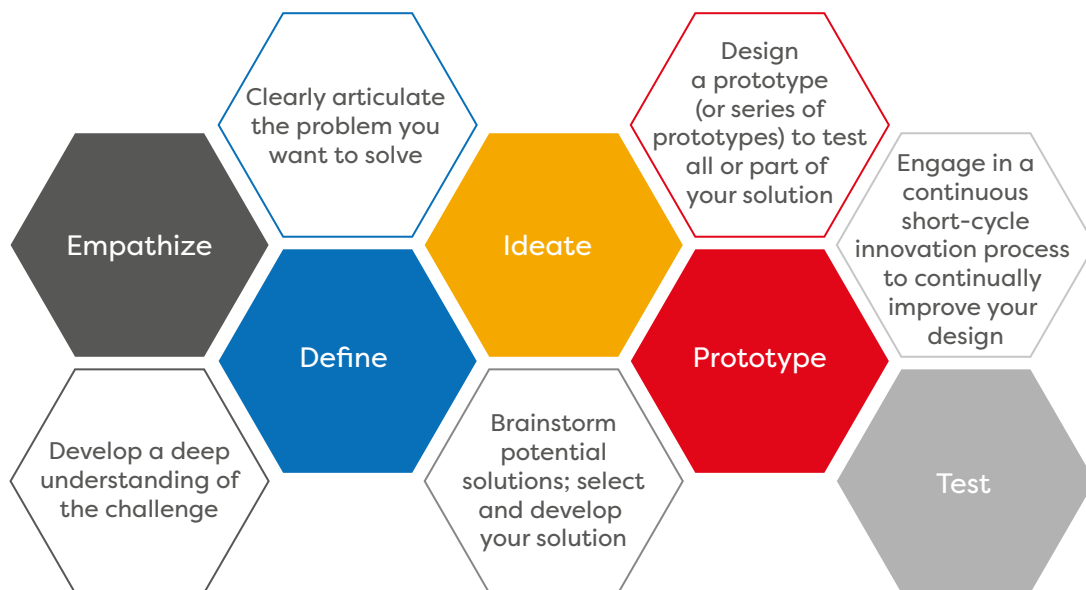 Empathize
Develop a deep
understanding of
the challenge
Clearly articulate
the problem you
want to solve
Define
Ideate
Brainstorm
potential
solutions; select
and develop
your solution
Design
a prototype
(or series of
prototypes) to test
all or part of
your solution
Prototype
Engage in a
continuous
short-cycle
innovation process
to continually
improve your
design
Test